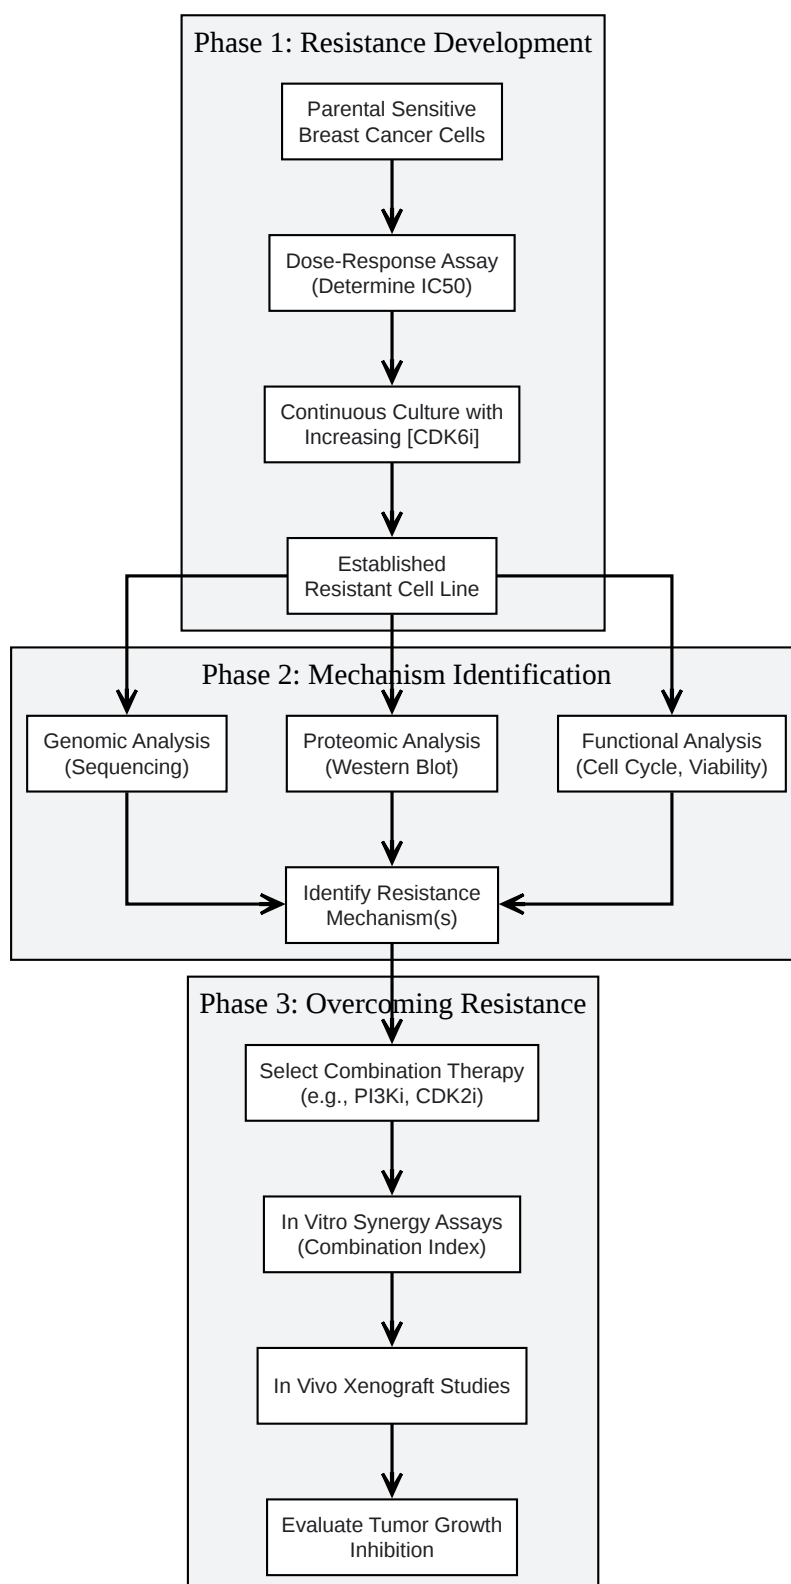 Phase 1: Resistance Development
Parental Sensitive
Breast Cancer Cells
Dose-Response Assay
(Determine IC50)
Continuous Culture with
Increasing [CDK6i]
Established
Resistant Cell Line
Phase 2: Mechanism Identification
Genomic Analysis
(Sequencing)
Proteomic Analysis
(Western Blot)
Functional Analysis
(Cell Cycle, Viability)
Identify Resistance
Mechanism(s)
Phase 3: Overcoming Resistance
Select Combination Therapy
(e.g., PI3Ki, CDK2i)
In Vitro Synergy Assays
(Combination Index)
In Vivo Xenograft Studies
Evaluate Tumor Growth
Inhibition